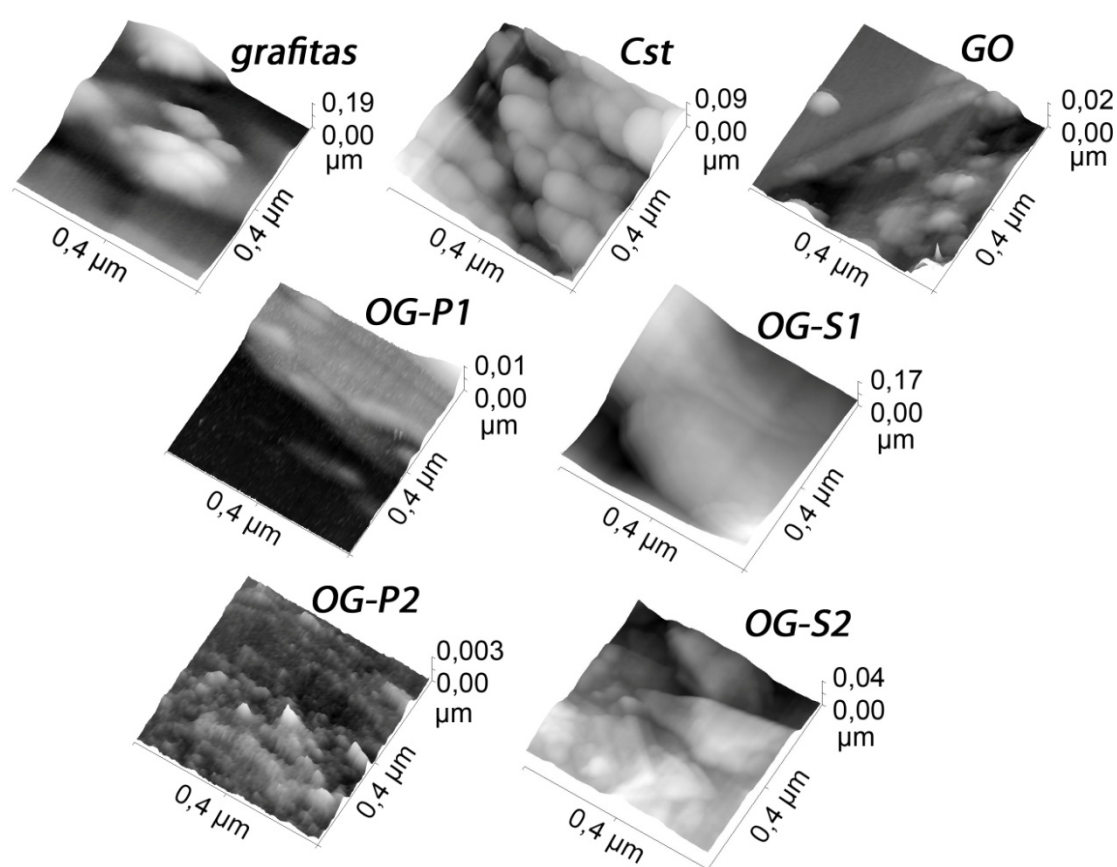 grafitas
0,19
0,00
µm
0,4 µm
0,4 µm
Cst
0,09
0,00
µm
0,4 µm
0,4 µm
GO
0,02
0,00
µm
0,4 µm
0,4 µm
OG-P1
0,01
0,00
µm
0,4 µm
0,4 µm
OG-S1
0,17
0,00
µm
0,4 µm
0,4 µm
OG-P2
0,003
0,00
µm
0,4 µm
0,4 µm
OG-S2
0,04
0,00
µm
0,4 µm
0,4 µm